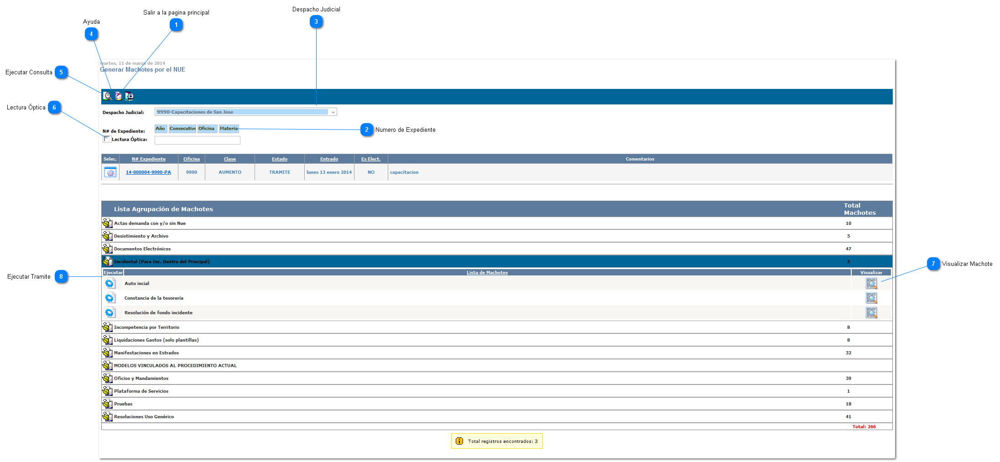 Despacho Judicial
3
Salir a la pagina principal
1
Ayuda
4
martes, 11 de marzo de 2014
Generar Machotes por el NUE
Ejecutar Consulta 5
Lectura Óptica 6
Despacho Judicial: 9990-Capacitaciones de San Jose
N# de Expediente: Año Consecutivo Oficina Materia
2 Numero de Expediente
Lectura Óptica:
Selec. N# Expediente Oficina Clase Estado Entrado Es Elect. Comentarios
14-000004-9990-PA 9990 AUMENTO TRAMITE lunes 13 enero 2014 NO capacitacion
Lista Agrupación de Machotes Total
Machotes
Actas demanda con y/o sin Nue 10
Desistimiento y Archivo 5
Documentos Electrónicos 47
Incidental (Para Inc. Dentro del Principal) 3
7 Visualizar Machote
Ejecutar Tramite 8
Ejecutar Lista de Machotes Visualizar
Auto incial
Constancia de la tesorería
Resolución de fondo incidente
Incompetencia por Territorio 8
Liquidaciones Gastos (solo plantillas) 8
Manifestaciones en Estrados 32
MODELOS VINCULADOS AL PROCEDIMIENTO ACTUAL
Oficios y Mandamientos 39
Plataforma de Servicios 1
Pruebas 18
Resoluciones Uso Genérico 41
Total: 266
Total registros encontrados: 3